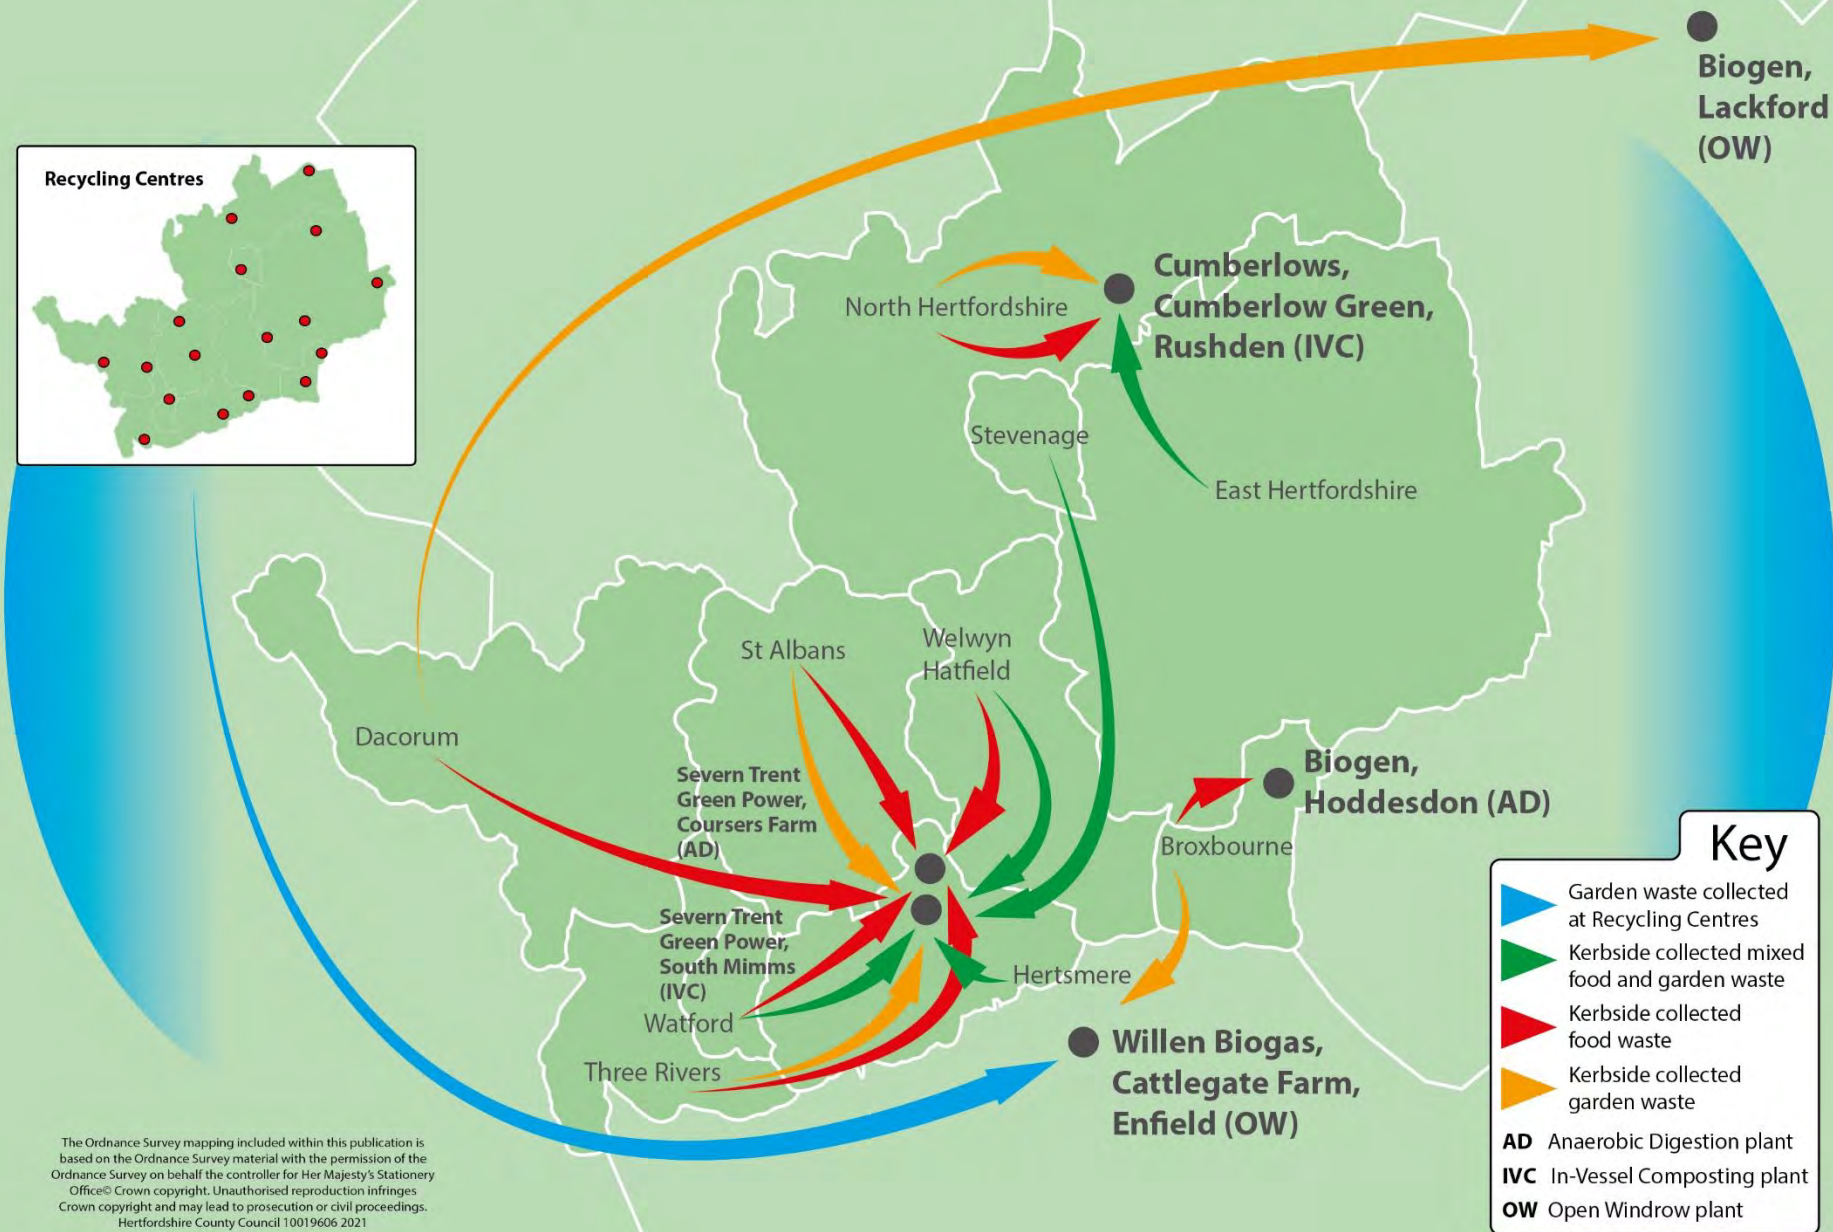 Biogen,
Lackford
(OW)
Recycling Centres
Cumberlows,
Cumberlow Green,
Rushden (IVC)
North Hertfordshire
Stevenage
East Hertfordshire
St Albans
Welwyn
Hatfield
Dacorum
Severn Trent
Green Power,
Coursers Farm
(AD)
Biogen,
Hoddesdon (AD)
Broxbourne
Severn Trent
Green Power,
South Mimms
(IVC)
Hertsmere
Watford
Three Rivers
Willen Biogas,
Cattlegate Farm,
Enfield (OW)
Key
Garden waste collected
at Recycling Centres
Kerbside collected mixed
food and garden waste
Kerbside collected
food waste
Kerbside collected
garden waste
AD Anaerobic Digestion plant
IVC In-Vessel Composting plant
OW Open Windrow plant
The Ordnance Survey mapping included within this publication is
based on the Ordnance Survey material with the permission of the
Ordnance Survey on behalf the controller for Her Majesty's Stationery
Office© Crown copyright. Unauthorised reproduction infringes
Crown copyright and may lead to prosecution or civil proceedings.
Hertfordshire County Council 10019606 2021